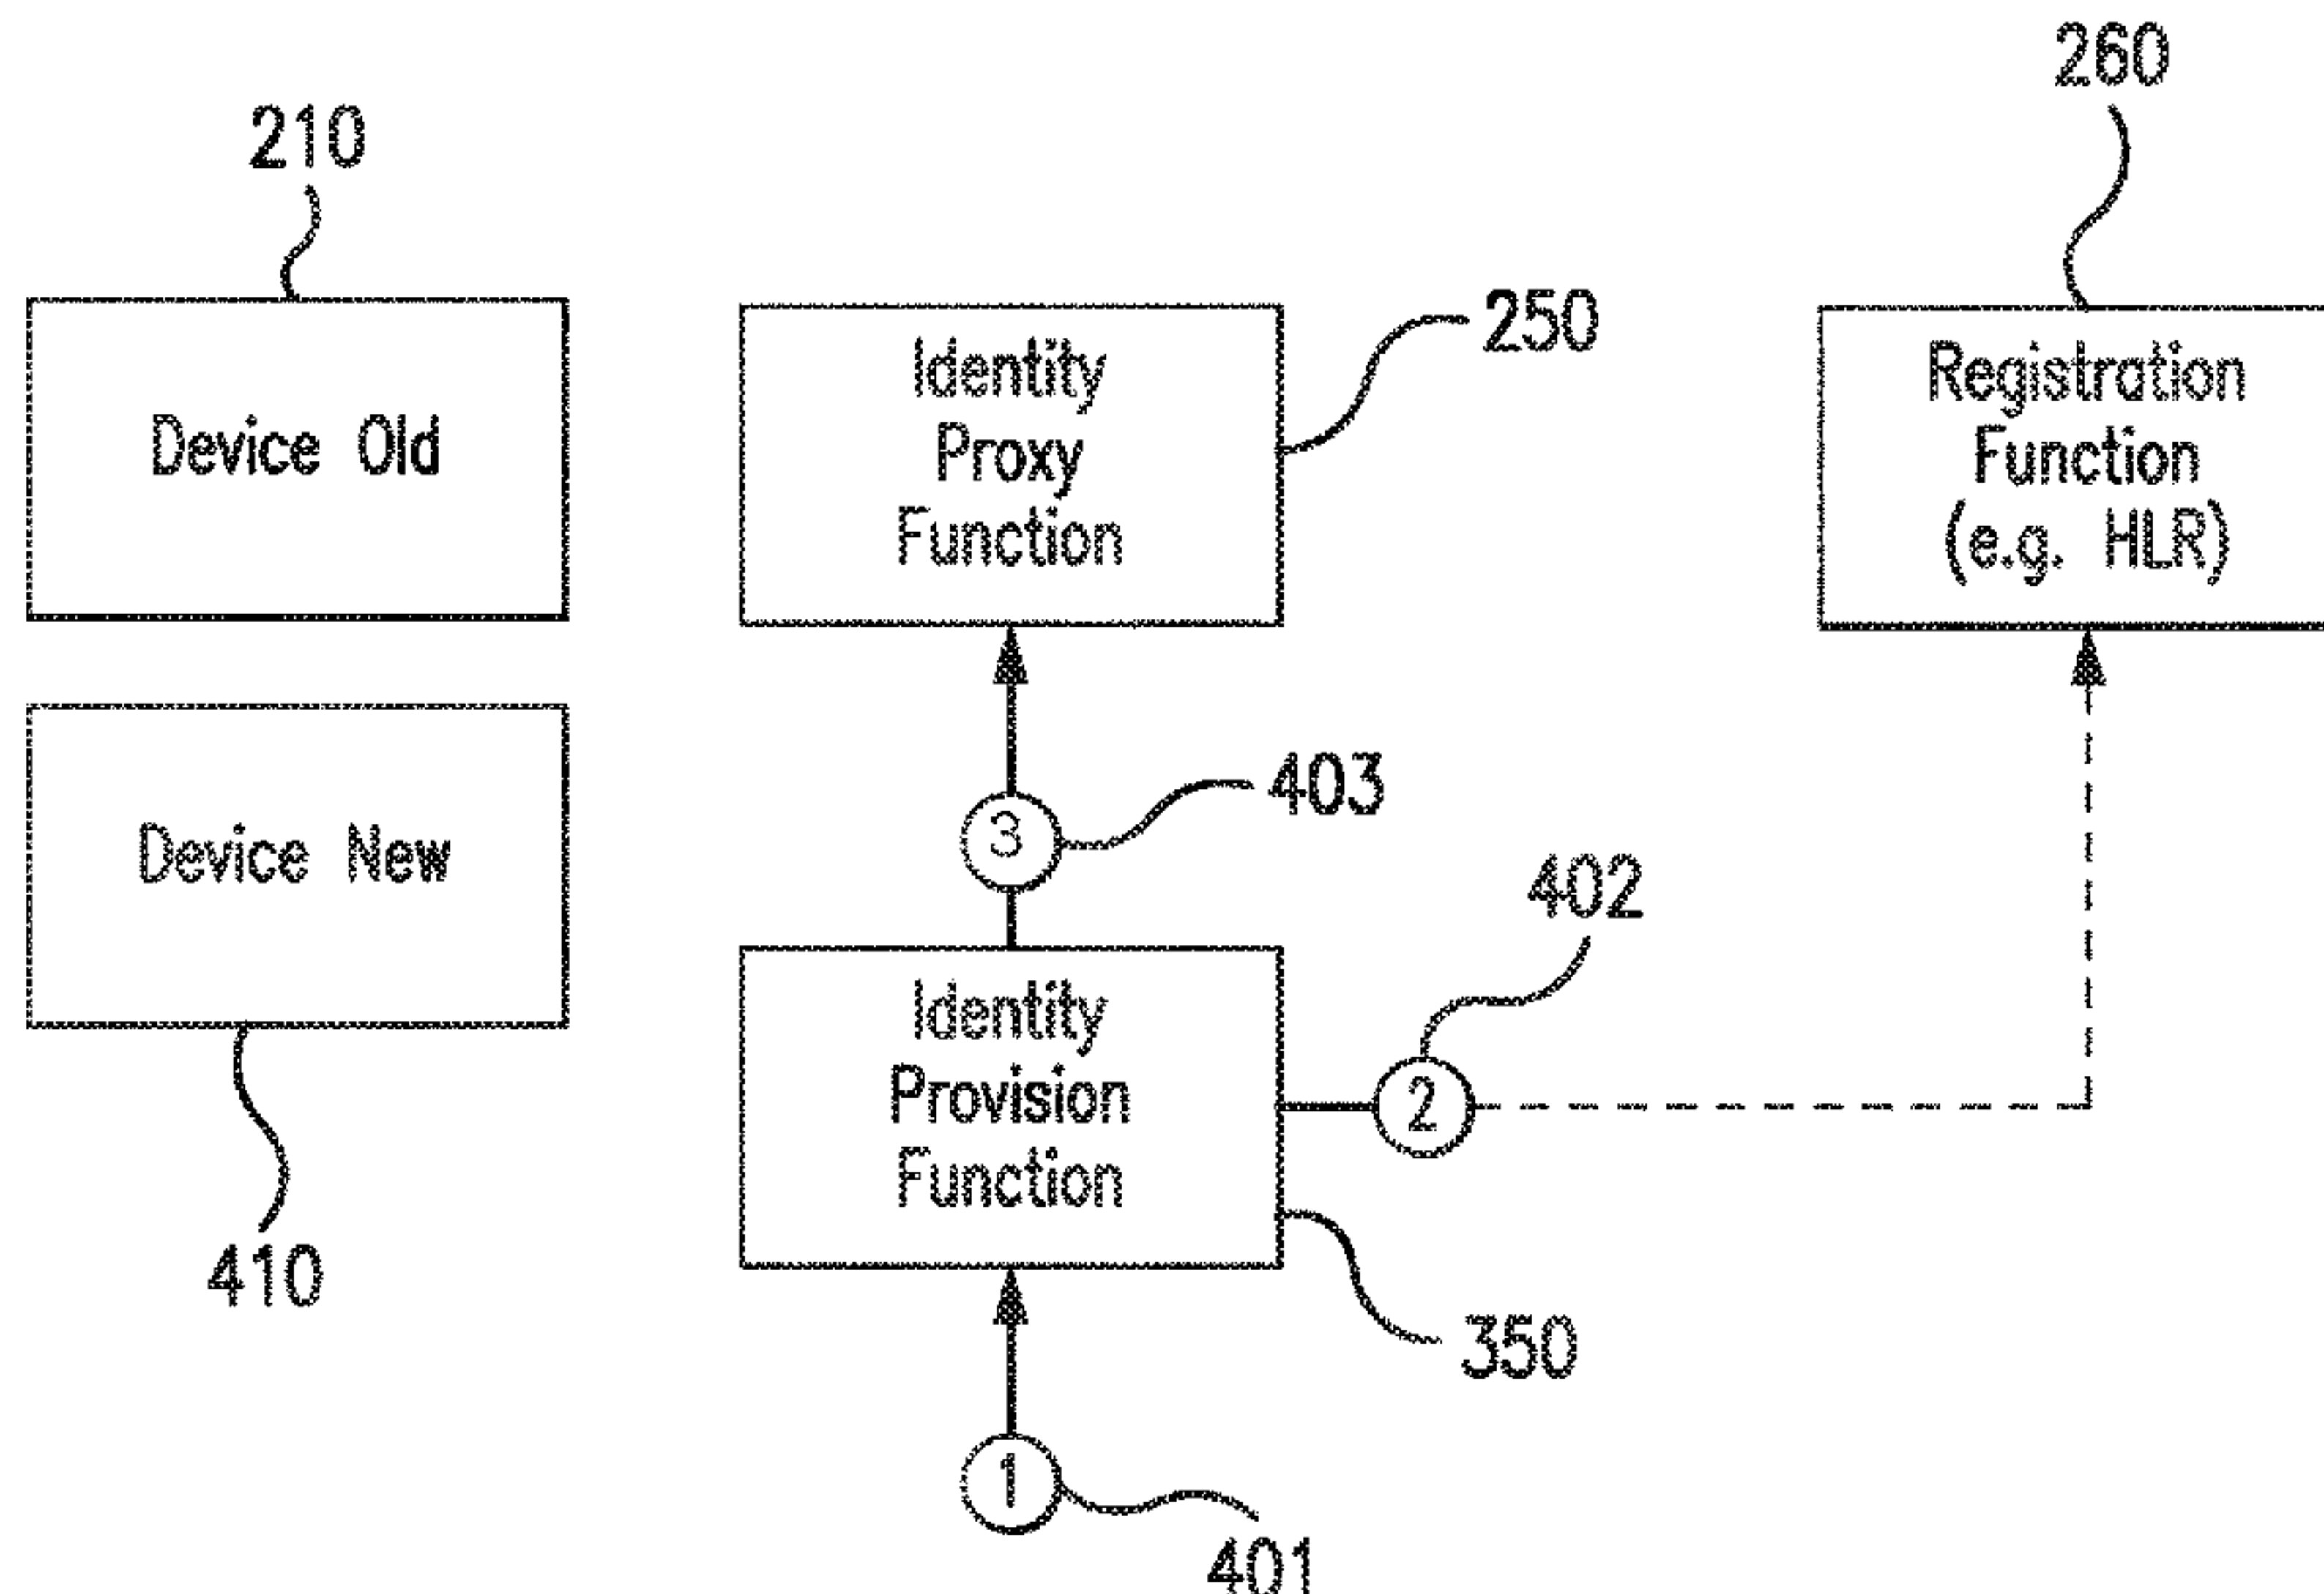 260
210
Device Old
Identity
Proxy
Function
250
Registration
Function
(e.g. HLR)
Device New
410
3
403
402
Identity
Provision
Function
2
350
1
401